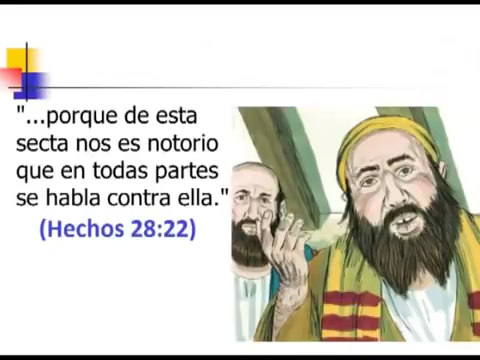 "...porque de esta
secta nos es notorio
que en todas partes
se habla contra ella."
(Hechos 28:22)